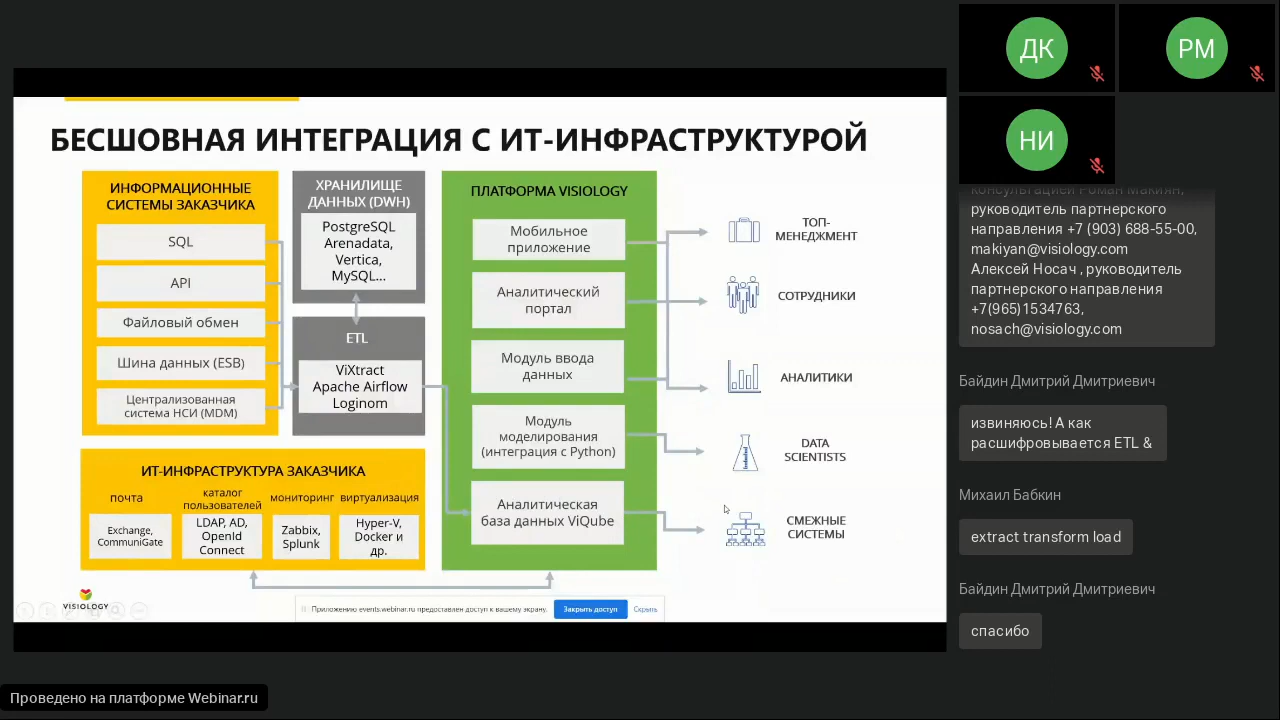 БЕСШОВНАЯ ИНТЕГРАЦИЯ С ИТ-ИНФРАСТРУКТУРОЙ
ИНФОРМАЦИОННЫЕ
СИСТЕМЫ ЗАКАЗЧИКА
SQL
API
Файловый обмен
Шина данных (ESB)
Централизованная
система НСИ (MDM)
ХРАНИЛИЩЕ
ДАННЫХ (DWH)
PostgreSQL
Arenadata,
Vertica,
MySQL...
ETL
ViXtract
Apache Airflow
Loginom
ИТ-ИНФРАСТРУКТУРА ЗАКАЗЧИКА
почта
Exchange,
CommuniGate
каталог
пользователей
LDAP, AD,
OpenId
Connect
мониторинг
Zabbix,
Splunk
виртуализация
Hyper-V,
Docker и
др.
ПЛАТФОРМА VISIOLOGY
Мобильное
приложение
Аналитический
портал
Модуль ввода
данных
Модуль
моделирования
(интеграция с Python)
Аналитическая
база данных ViQube
ТОП-
МЕНЕДЖМЕНТ
СОТРУДНИКИ
АНАЛИТИКИ
DATA
SCIENTISTS
СМЕЖНЫЕ
СИСТЕМЫ
VISIOLOGY
Приложению events.webinar.ru предоставлен доступ к вашему экрану.
Закрыть доступ
Скрыть
Проведено на платформе Webinar.ru
ДК
РМ
НИ
консультацией Роман Макиян,
руководитель партнерского
направления +7 (903) 688-55-00,
makiyan@visiology.com
Алексей Носач , руководитель
партнерского направления
+7(965)1534763,
nosach@visiology.com
Байдин Дмитрий Дмитриевич
извиняюсь! А как
расшифровывается ETL &
Михаил Бабкин
extract transform load
Байдин Дмитрий Дмитриевич
спасибо